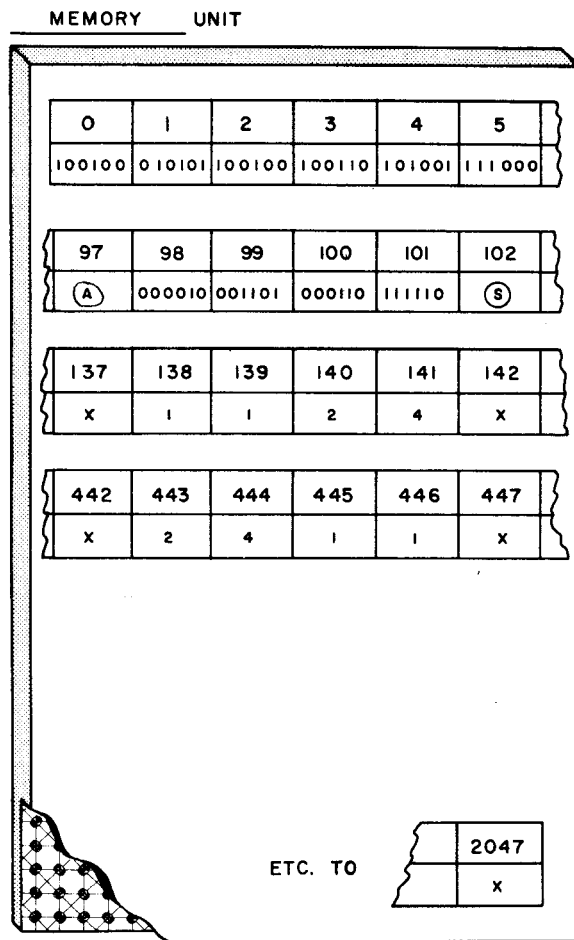 MEMORY UNIT
0 1 2 3 4 5
100100 010101 100100 100110 101001 111000
97 98 99 100 101 102
A 000010 001101 000110 111110 S
137 138 139 140 141 142
X 1 1 2 4 X
442 443 444 445 446 447
X 2 4 1 1 X
2047
ETC. TO
X